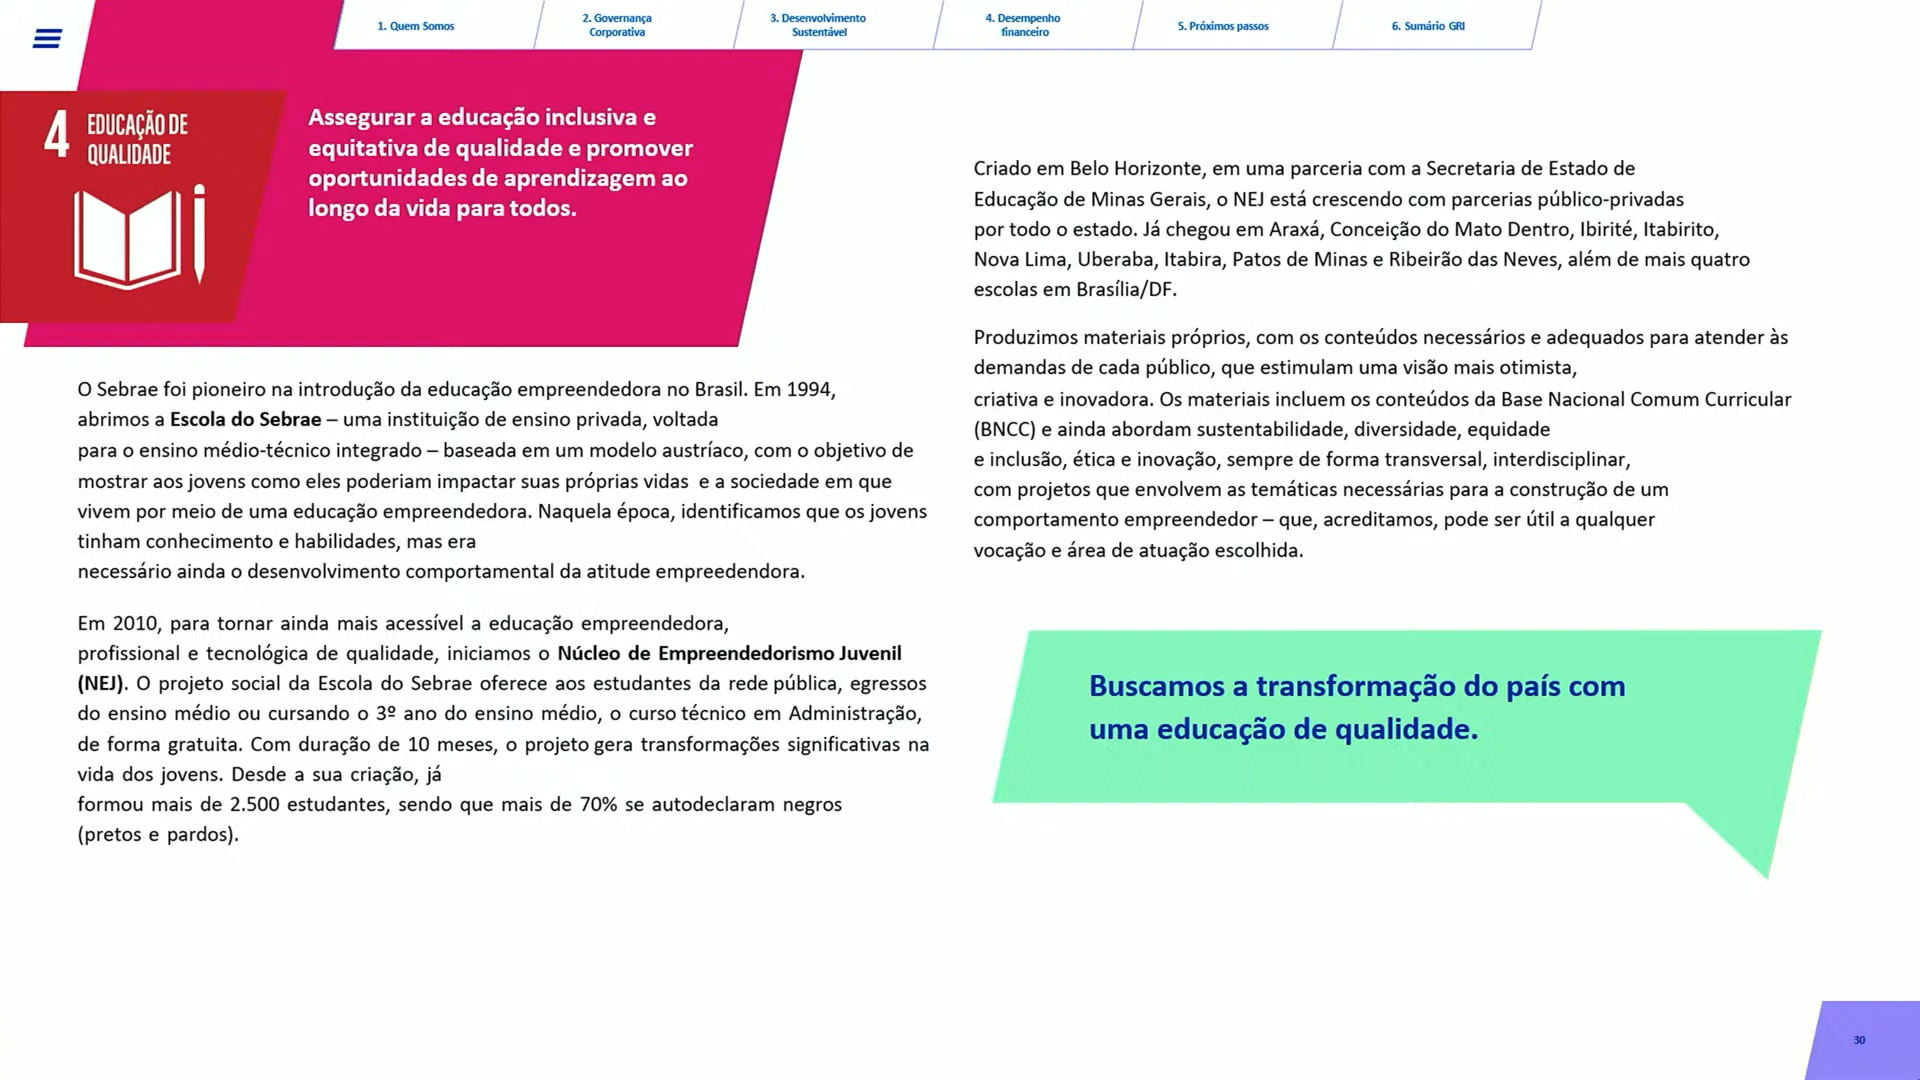 1. Quem Somos
2. Governança
Corporativa
3. Desenvolvimento
Sustentável
4. Desempenho
financeiro
5. Próximos passos
6. Sumário GRI
4 EDUCAÇÃO DE
QUALIDADE
Assegurar a educação inclusiva e
equitativa de qualidade e promover
oportunidades de aprendizagem ao
longo da vida para todos.
O Sebrae foi pioneiro na introdução da educação empreendedora no Brasil. Em 1994,
abrimos a Escola do Sebrae – uma instituição de ensino privada, voltada
para o ensino médio-técnico integrado – baseada em um modelo austríaco, com o objetivo de
mostrar aos jovens como eles poderiam impactar suas próprias vidas e a sociedade em que
vivem por meio de uma educação empreendedora. Naquela época, identificamos que os jovens
tinham conhecimento e habilidades, mas era
necessário ainda o desenvolvimento comportamental da atitude empreedendora.
Em 2010, para tornar ainda mais acessível a educação empreendedora,
profissional e tecnológica de qualidade, iniciamos o Núcleo de Empreendedorismo Juvenil
(NEJ). O projeto social da Escola do Sebrae oferece aos estudantes da rede pública, egressos
do ensino médio ou cursando o 3º ano do ensino médio, o curso técnico em Administração,
de forma gratuita. Com duração de 10 meses, o projeto gera transformações significativas na
vida dos jovens. Desde a sua criação, já
formou mais de 2.500 estudantes, sendo que mais de 70% se autodeclaram negros
(pretos e pardos).
Criado em Belo Horizonte, em uma parceria com a Secretaria de Estado de
Educação de Minas Gerais, o NEJ está crescendo com parcerias público-privadas
por todo o estado. Já chegou em Araxá, Conceição do Mato Dentro, Ibirité, Itabirito,
Nova Lima, Uberaba, Itabira, Patos de Minas e Ribeirão das Neves, além de mais quatro
escolas em Brasília/DF.
Produzimos materiais próprios, com os conteúdos necessários e adequados para atender às
demandas de cada público, que estimulam uma visão mais otimista,
criativa e inovadora. Os materiais incluem os conteúdos da Base Nacional Comum Curricular
(BNCC) e ainda abordam sustentabilidade, diversidade, equidade
e inclusão, ética e inovação, sempre de forma transversal, interdisciplinar,
com projetos que envolvem as temáticas necessárias para a construção de um
comportamento empreendedor – que, acreditamos, pode ser útil a qualquer
vocação e área de atuação escolhida.
Buscamos a transformação do país com
uma educação de qualidade.
30